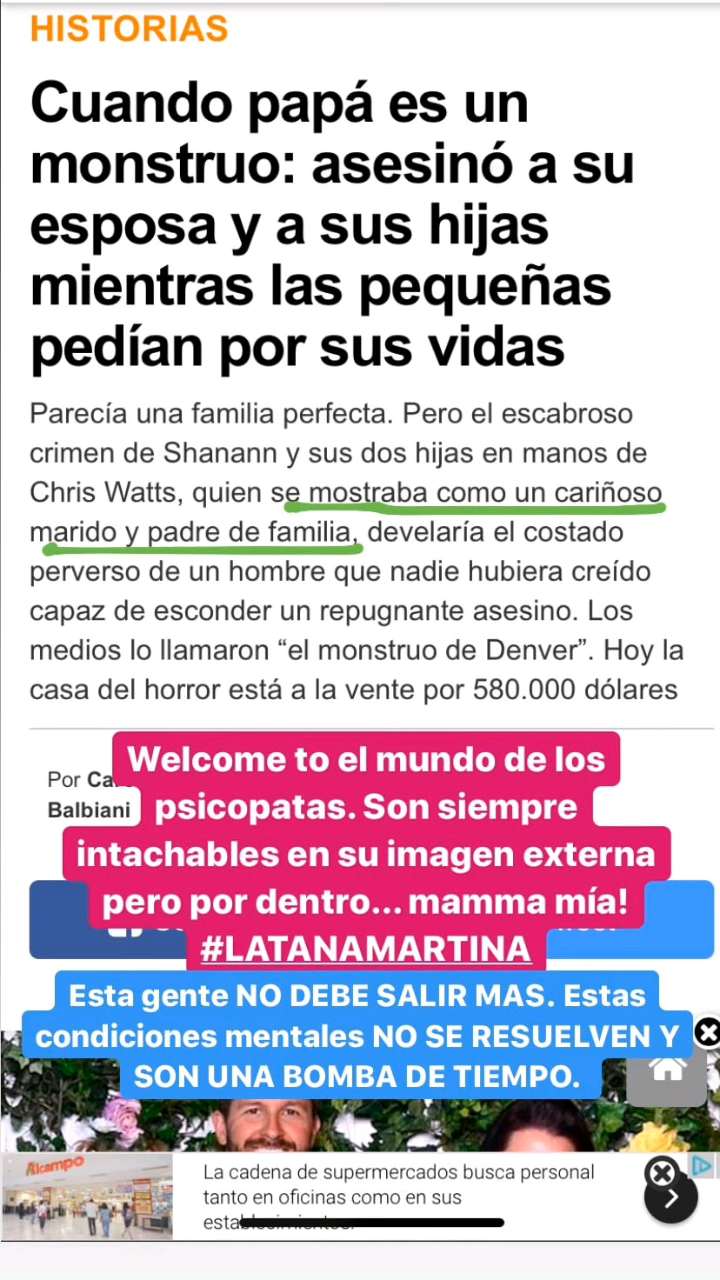 HISTORIAS
Cuando papá es un
monstruo: asesinó a su
esposa y a sus hijas
mientras las pequeñas
pedían por sus vidas
Parecía una familia perfecta. Pero el escabroso
crimen de Shanann y sus dos hijas en manos de
Chris Watts, quien se mostraba como un cariñoso
marido y padre de familia, develaría el costado
perverso de un hombre que nadie hubiera creído
capaz de esconder un repugnante asesino. Los
medios lo llamaron “el monstruo de Denver”. Hoy la
casa del horror está a la vente por 580.000 dólares
Por
Balbiani
Welcome to el mundo de los
psicopatas. Son siempre
intachables en su imagen externa
pero por dentro... mamma mía!
#LATANAMARTINA
Esta gente NO DEBE SALIR MAS. Estas
condiciones mentales NO SE RESUELVEN Y
SON UNA BOMBA DE TIEMPO.
Alcampo
La cadena de supermercados busca personal
tanto en oficinas como en sus